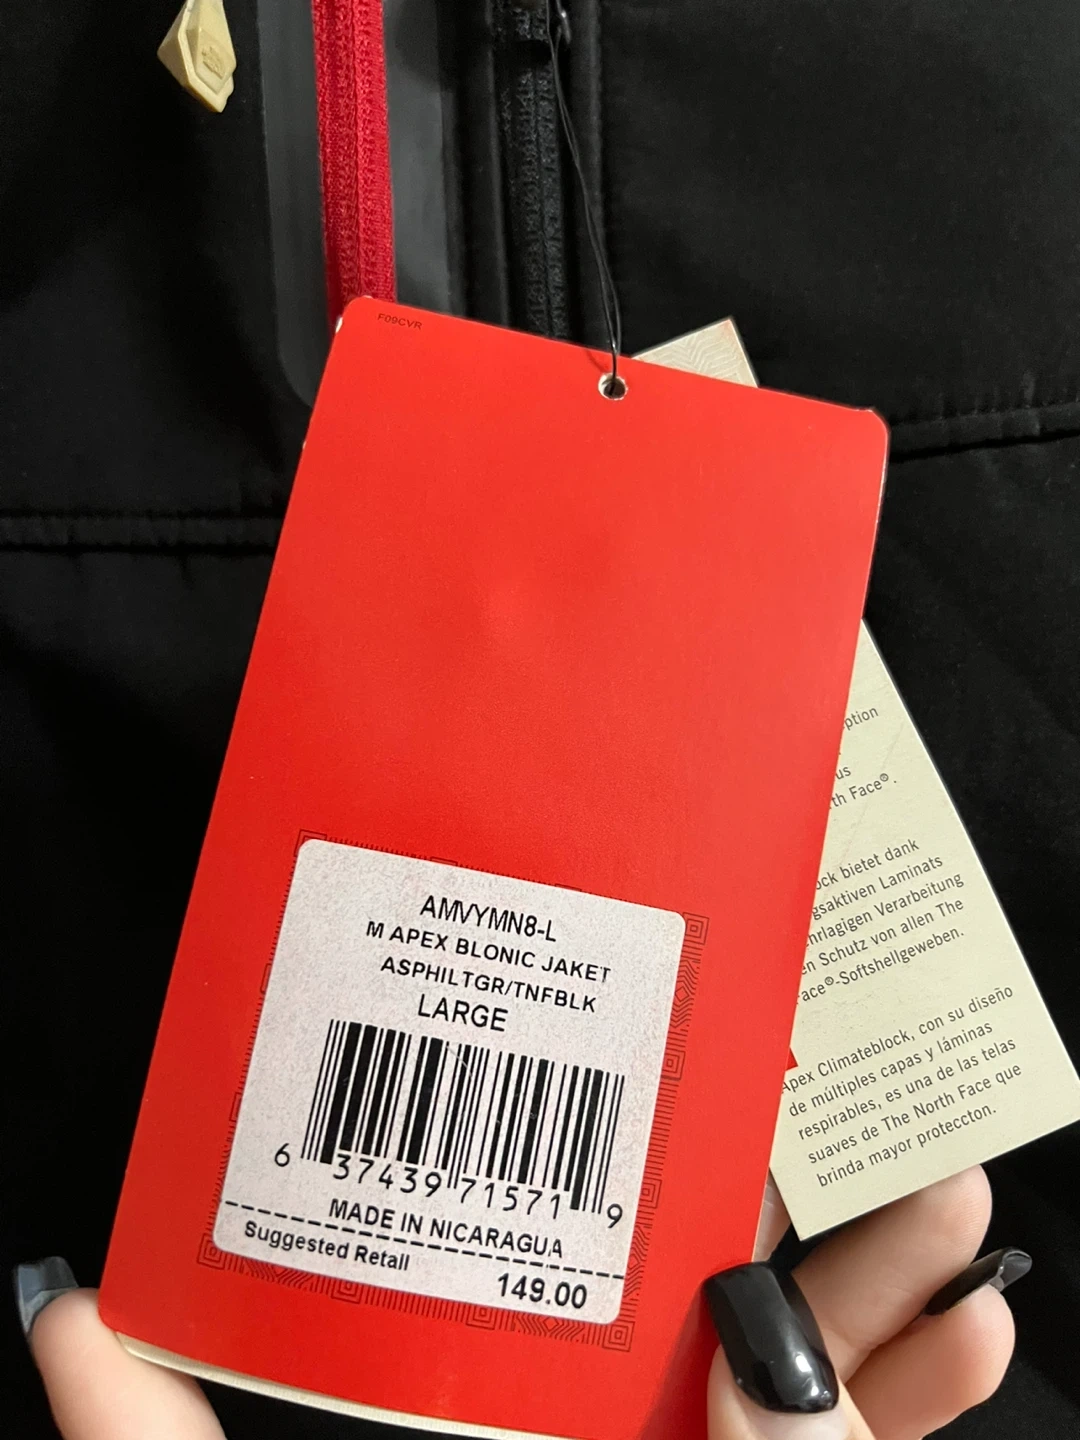 F09CVR
AMVYMN8-L
M APEX BLONIC JAKET
ASPHILTGR/TNFBLK
LARGE
6 37439 71571 9
MADE IN NICARAGUA
Suggested Retail
149.00
ption
us
th Face®.
ock bietet dank
gsaktiven Laminats
hrlagigen Verarbeitung
en Schutz von allen The
Face®-Softshellgeweben.
Apex Climateblock, con su diseño
de múltiples capas y láminas
respirables, es una de las telas
suaves de The North Face que
brinda mayor proteccton.